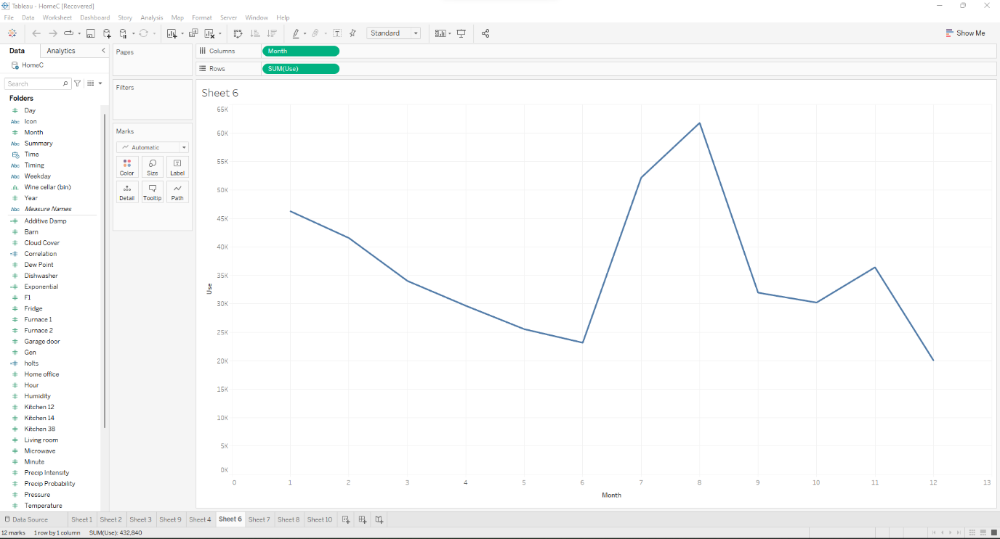 Tableau - HomeC [Recovered]
File Data Worksheet Dashboard Story Analysis Map Format Server Window Help
Standard
Show Me
Data Analytics
HomeC
Search
Folders
# Day
Abc Icon
# Month
Abc Summary
Time
Abc Timing
Abc Weekday
Wine cellar (bin)
# Year
Abc Measure Names
=# Additive Damp
# Barn
# Cloud Cover
=# Correlation
# Dew Point
# Dishwasher
=# Exponential
# F1
# Fridge
# Furnace 1
# Furnace 2
# Garage door
# Gen
=# holts
# Home office
# Hour
# Humidity
# Kitchen 12
# Kitchen 14
# Kitchen 38
# Living room
# Microwave
# Minute
# Precip Intensity
# Precip Probability
# Pressure
# Temperature
Pages
Filters
Marks
Automatic
Color Size Label
Detail Tooltip Path
Columns Month
Rows SUM(Use)
Sheet 6
65K
60K
55K
50K
45K
40K
35K
30K
25K
20K
15K
10K
5K
0K
Use
0 1 2 3 4 5 6 7 8 9 10 11 12 13
Month
Data Source Sheet 1 Sheet 2 Sheet 3 Sheet 9 Sheet 4 Sheet 6 Sheet 7 Sheet 8 Sheet 10
12 marks 1 row by 1 column SUM(Use): 432,840